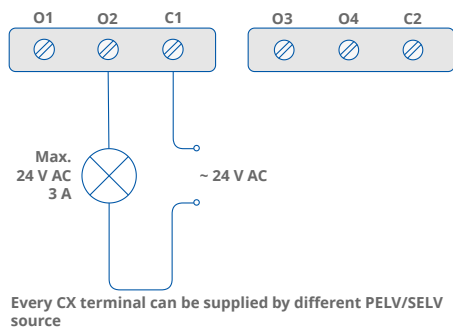 O1 O2 C1 O3 O4 C2
Max.
24 V AC
3 A
~ 24 V AC
Every CX terminal can be supplied by different PELV/SELV
source